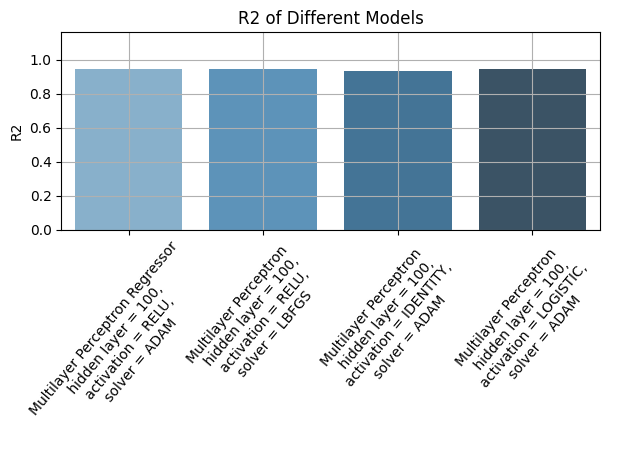 R2 of Different Models
R2
1.0
0.8
0.6
0.4
0.2
0.0
Multilayer Perceptron Regressor
hidden layer = 100,
activation = RELU,
solver = ADAM
Multilayer Perceptron
hidden layer = 100,
activation = RELU,
solver = LBFGS
Multilayer Perceptron
hidden layer = 100,
activation = IDENTITY,
solver = ADAM
Multilayer Perceptron
hidden layer = 100,
activation = LOGISTIC,
solver = ADAM